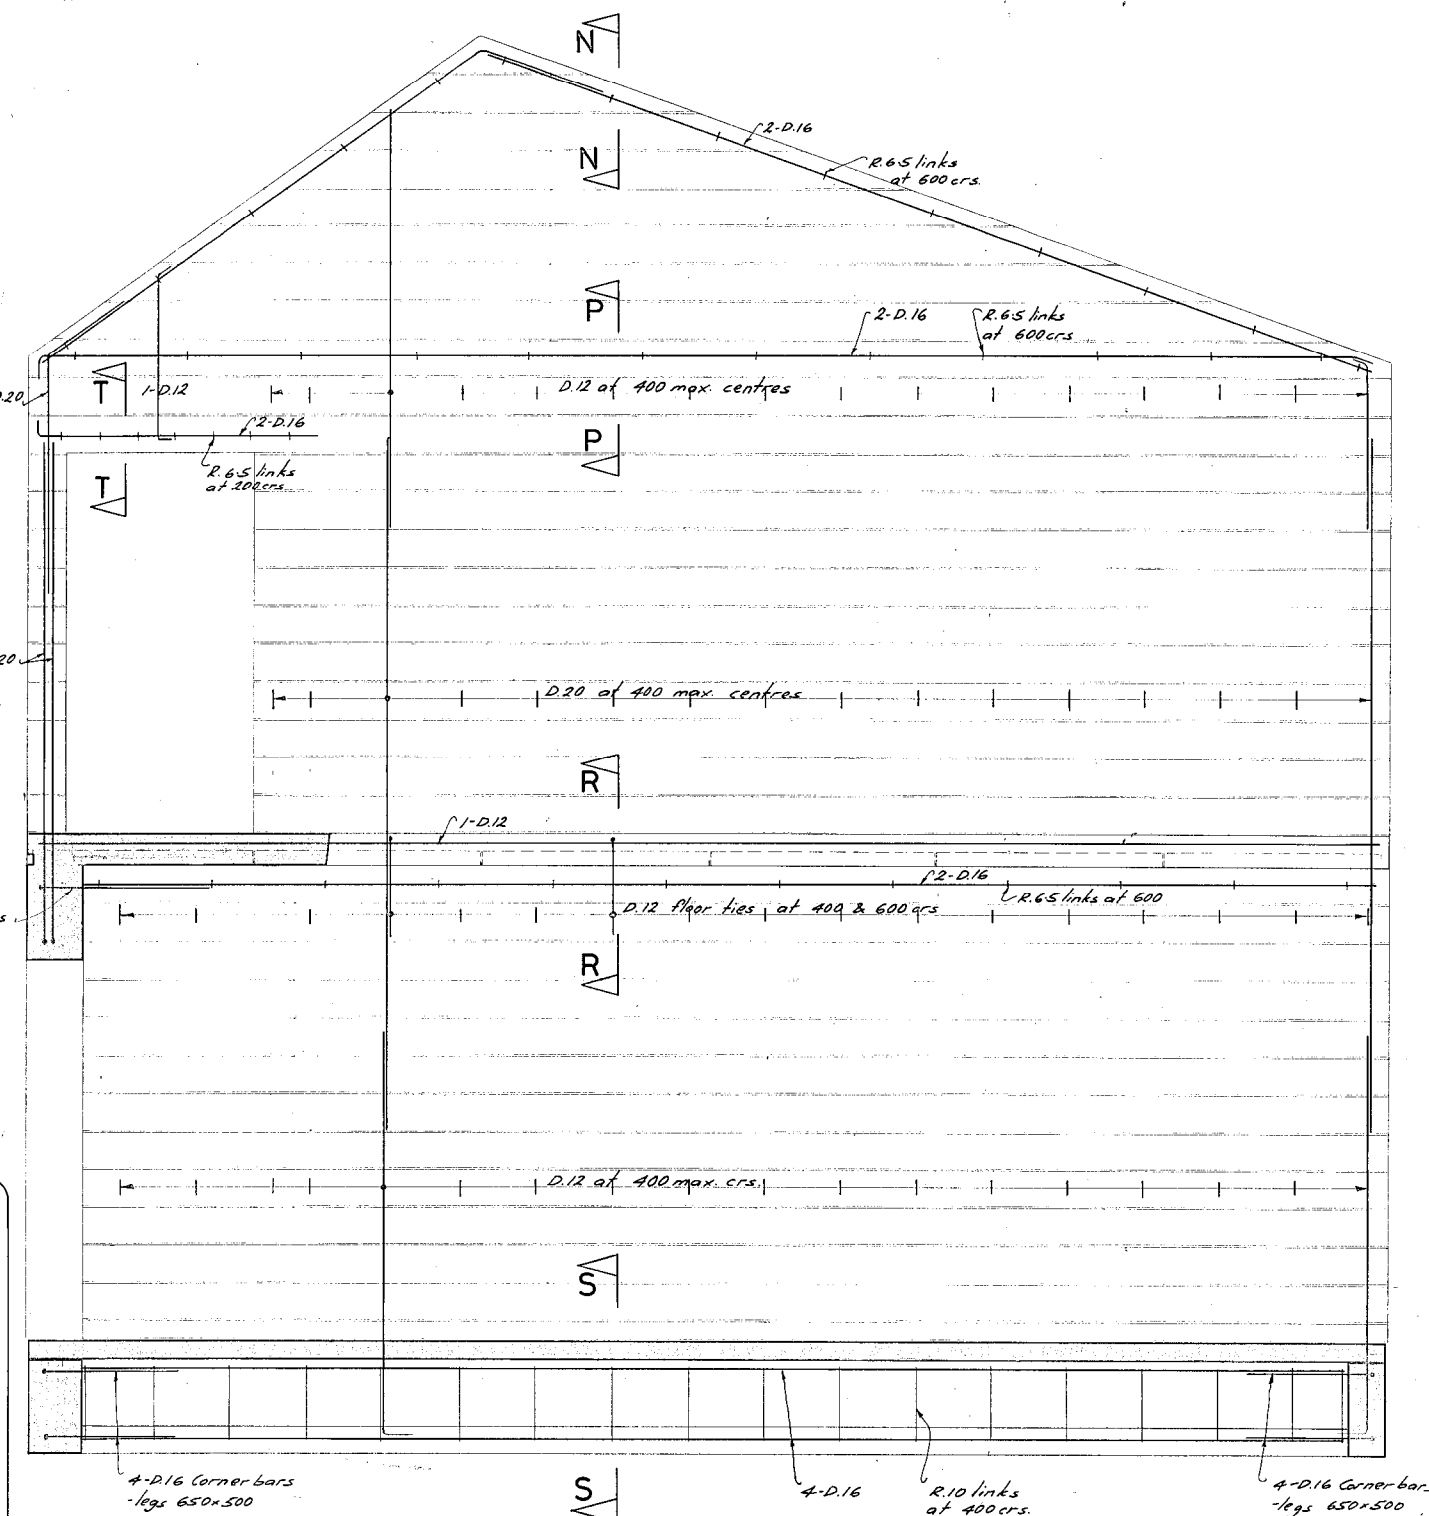 N
2-D.16
N
R.6.5 links
at 600 crs.
P
2-D.16
R.6.5 links
at 600 crs
T
1-D.12
D.12 at 400 max. centres
.20
2-D.16
P
R.6.5 links
at 200 crs
T
20
D.20 at 400 max. centres
R
1-D.12
2-D.16
R.6.5 links at 600
s
D.12 floor ties at 400 & 600 crs
R
D.12 at 400 max. crs.
S
4-D.16 Corner bars
-legs 650x500
S
4-D.16
R.10 links
at 400 crs.
4-D.16 Corner bar
-legs 650x500